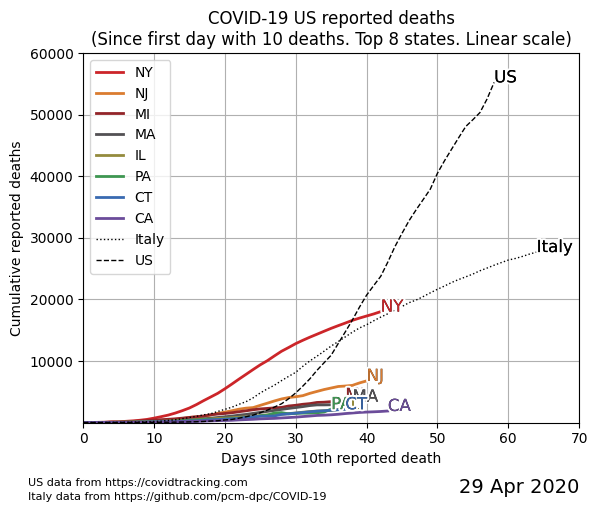 COVID-19 US reported deaths
(Since first day with 10 deaths. Top 8 states. Linear scale)
60000
50000
40000
30000
20000
10000
Cumulative reported deaths
NY
NJ
MI
MA
IL
PA
CT
CA
Italy
US
US
Italy
NY
NJ
MA
PA
CT
CA
0 10 20 30 40 50 60 70
Days since 10th reported death
US data from https://covidtracking.com
Italy data from https://github.com/pcm-dpc/COVID-19
29 Apr 2020